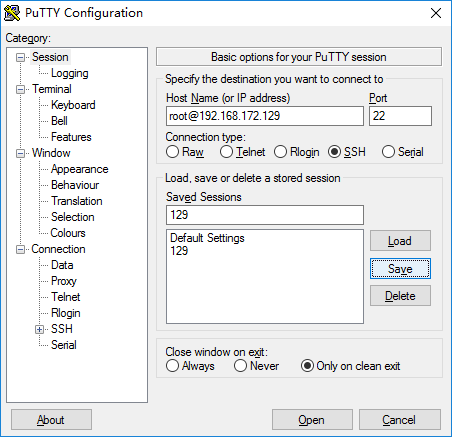 PuTTY Configuration
Category:
Session
Logging
Terminal
Keyboard
Bell
Features
Window
Appearance
Behaviour
Translation
Selection
Colours
Connection
Data
Proxy
Telnet
Rlogin
SSH
Serial
Basic options for your PuTTY session
Specify the destination you want to connect to
Host Name (or IP address) Port
root@192.168.172.129 22
Connection type:
Raw Telnet Rlogin SSH Serial
Load, save or delete a stored session
Saved Sessions
129
Default Settings
129
Load
Save
Delete
Close window on exit:
Always Never Only on clean exit
About Open Cancel